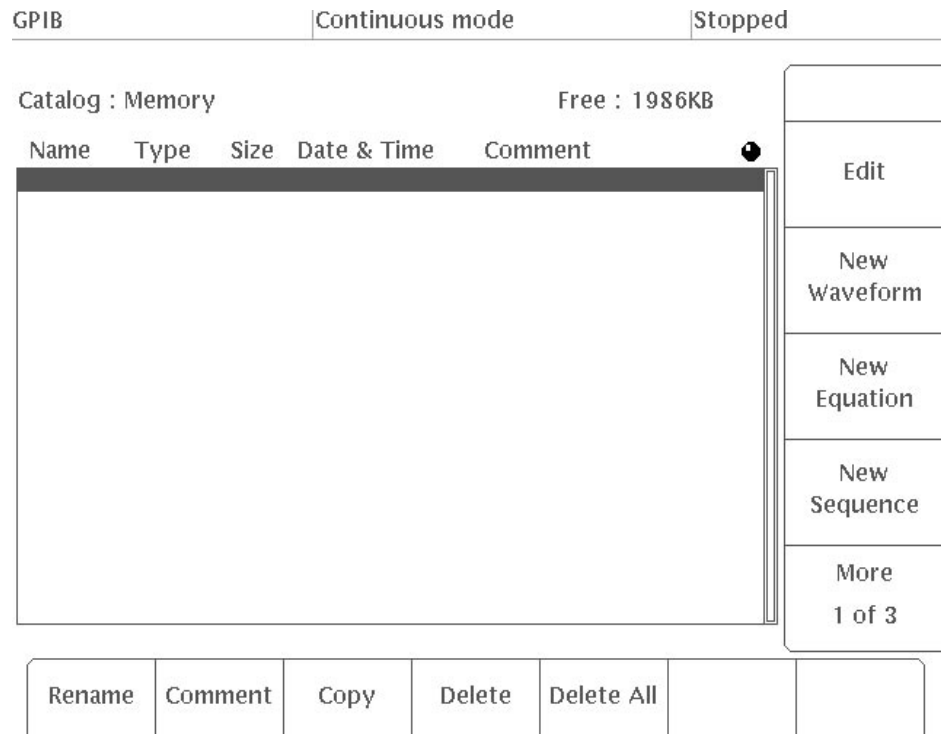 GPIB Continuous mode Stopped
Catalog : Memory Free : 1986KB
Name Type Size Date & Time Comment
Edit
New
Waveform
New
Equation
New
Sequence
More
1 of 3
Rename Comment Copy Delete Delete All